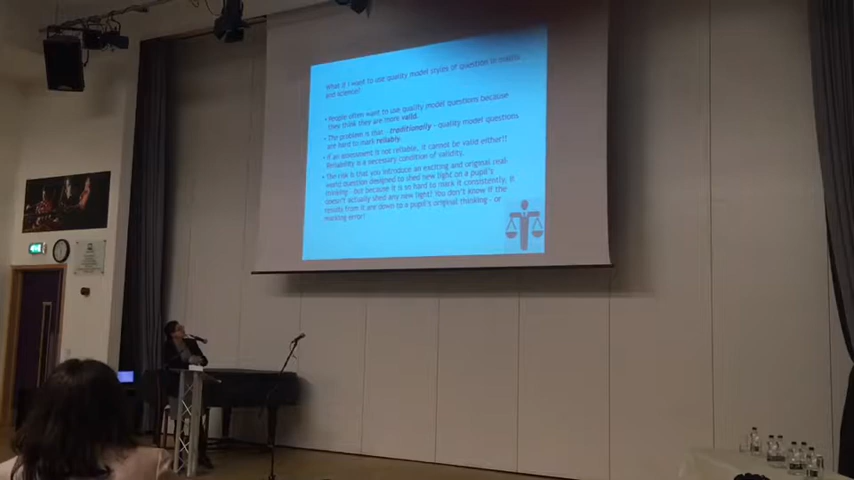 What if I want to use quality model styles of question in maths
and science?
• People often want to use quality model questions because
they think they are more valid.
• The problem is that – traditionally – quality model questions
are hard to mark reliably.
• If an assessment is not reliable, it cannot be valid either!!
Reliability is a necessary condition of validity.
• The risk is that you introduce an exciting and original real-
world question designed to shed new light on a pupil's
thinking – but because it is so hard to mark it consistently, it
doesn't actually shed any new light! You don't know if the
results are down to a pupil's original thinking – or
marking error!